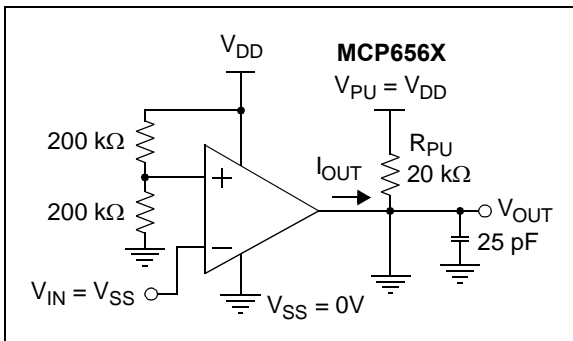 V_DD
MCP656X
V_PU = V_DD
200 kΩ
200 kΩ
+
−
I_OUT
R_PU
20 kΩ
V_OUT
25 pF
V_IN = V_SS
V_SS = 0V